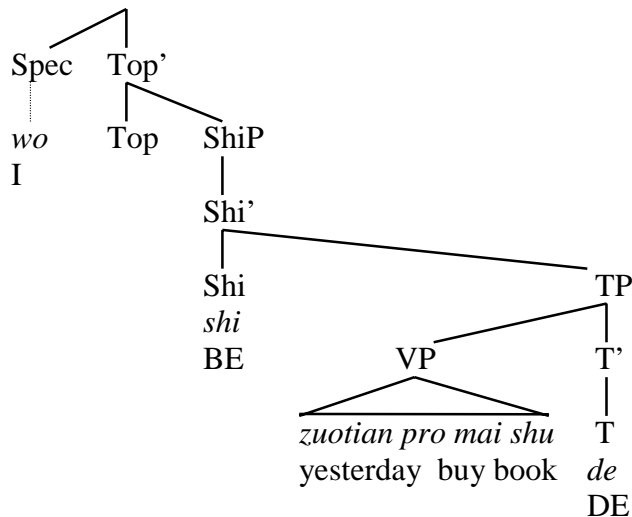 Spec Top’
wo Top ShiP
I
Shi’
Shi TP
shi
BE VP T’
zuotian pro mai shu T
yesterday buy book de
DE